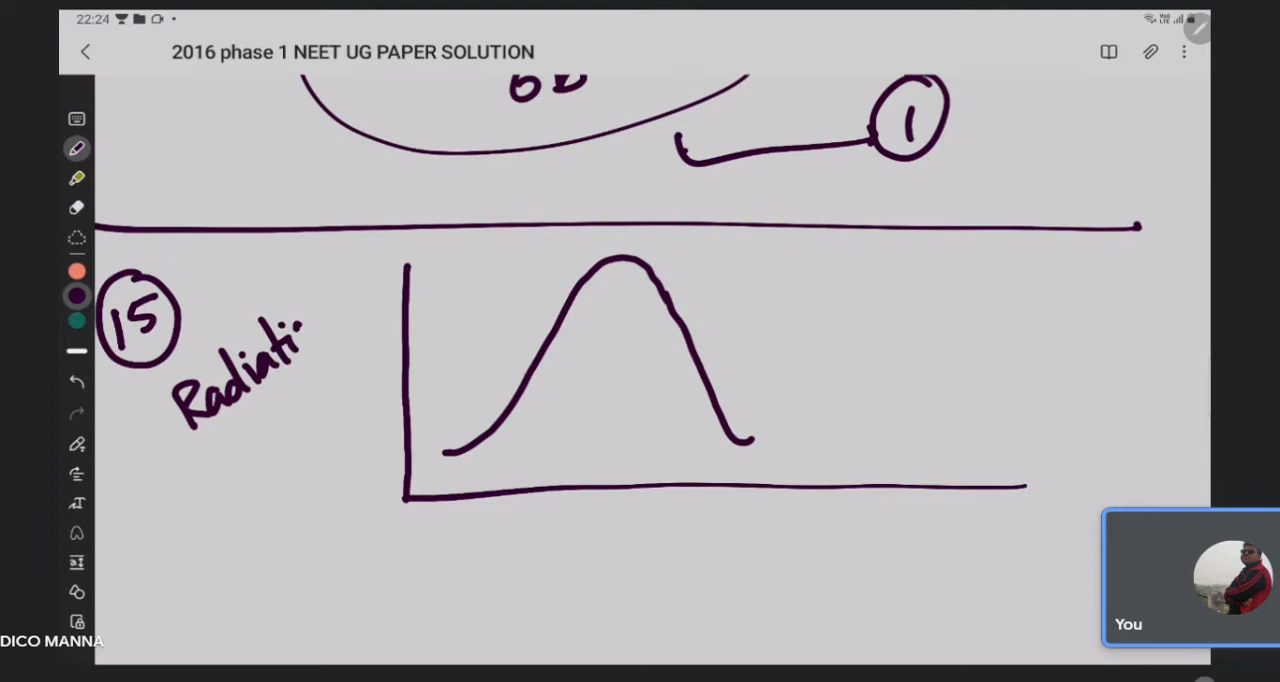 22:24
2016 phase 1 NEET UG PAPER SOLUTION
1
15
Radiati
You
DICO MANNA